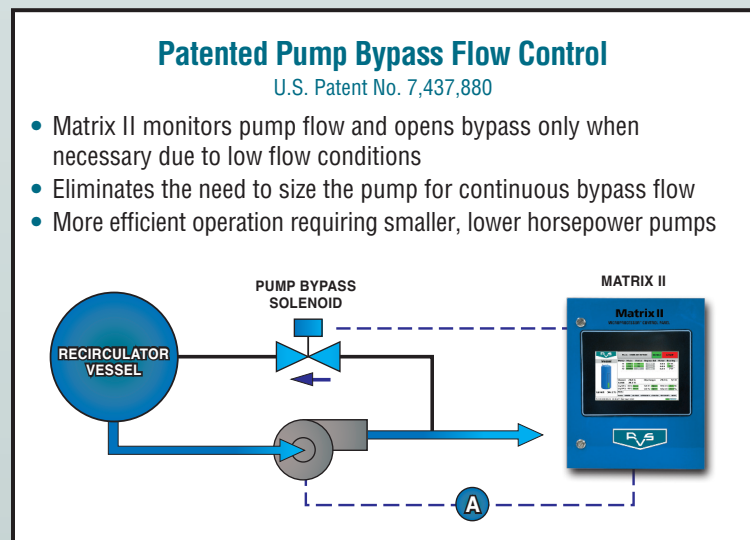 Patented Pump Bypass Flow Control
U.S. Patent No. 7,437,880
• Matrix II monitors pump flow and opens bypass only when
necessary due to low flow conditions
• Eliminates the need to size the pump for continuous bypass flow
• More efficient operation requiring smaller, lower horsepower pumps
PUMP BYPASS
SOLENOID
MATRIX II
Matrix II
RECIRCULATOR
VESSEL
RVS
A